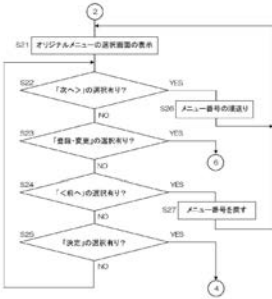 2
S21 オリジナルメニューの選択画面の表示
S22
「次へ>」の選択有り？ YES
S26 メニュー番号の湯送り
NO
S23
「登録・変更」の選択有り？ YES
6
NO
S24
「<前へ」の選択有り？ YES
S27 メニュー番号を戻す
NO
S25
「決定」の選択有り？ YES
4
NO